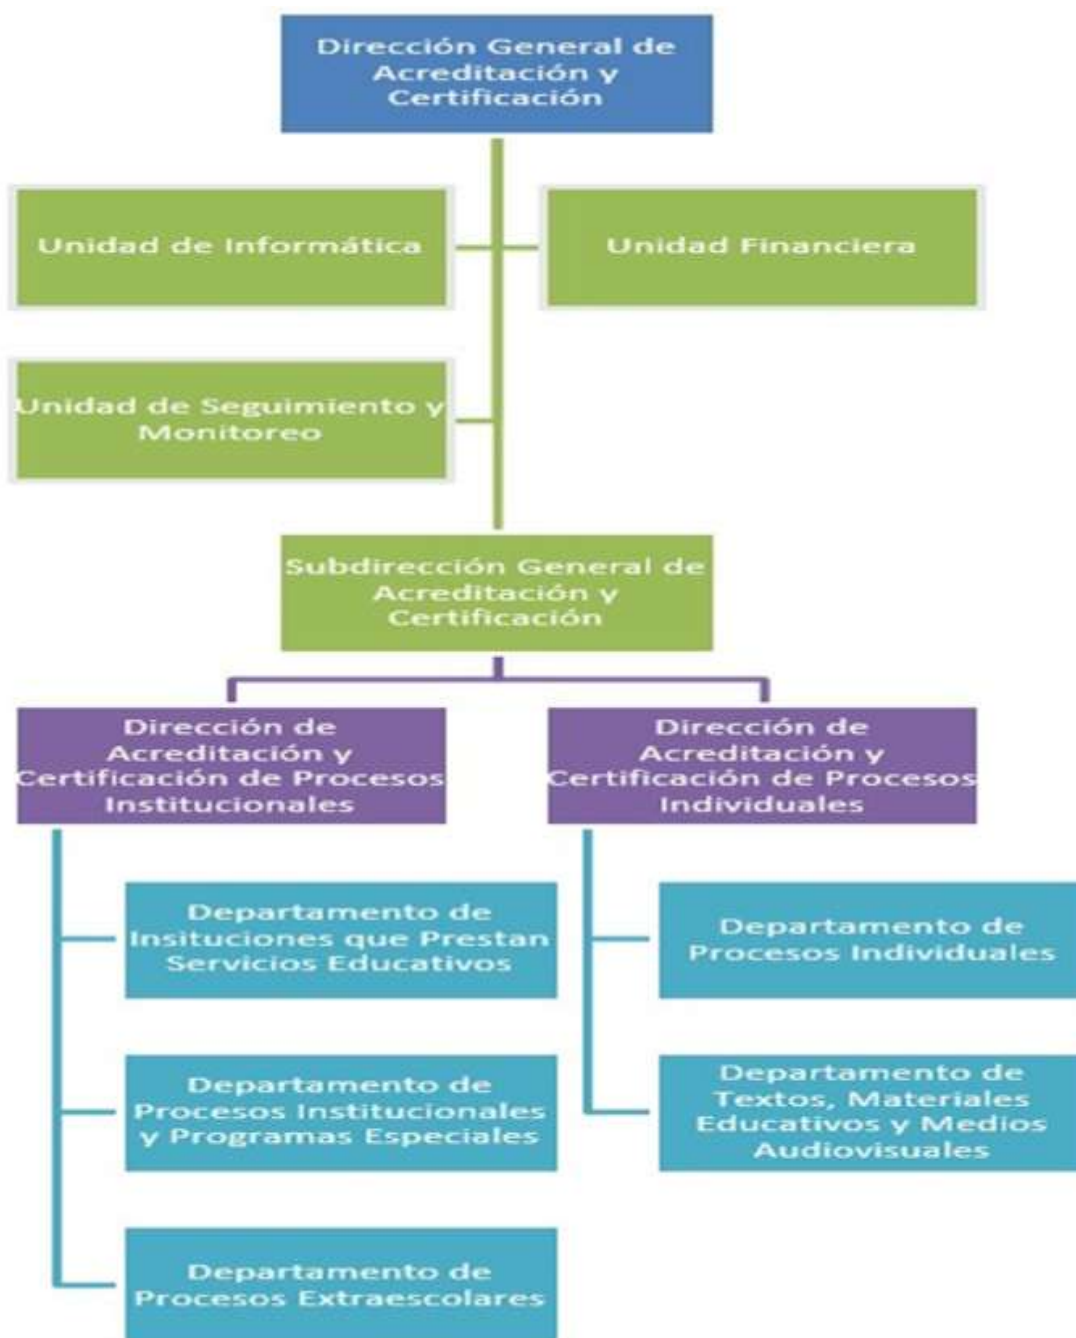 Dirección General de
Acreditación y
Certificación
Unidad de Informática
Unidad Financiera
Unidad de Seguimiento y
Monitoreo
Subdirección General de
Acreditación y
Certificación
Dirección de
Acreditación y
Certificación de Procesos
Institucionales
Dirección de
Acreditación y
Certificación de Procesos
Individuales
Departamento de
Insituciones que Prestan
Servicios Educativos
Departamento de
Procesos Individuales
Departamento de
Procesos Institucionales
y Programas Especiales
Departamento de
Textos, Materiales
Educativos y Medios
Audiovisuales
Departamento de
Procesos Extraescolares